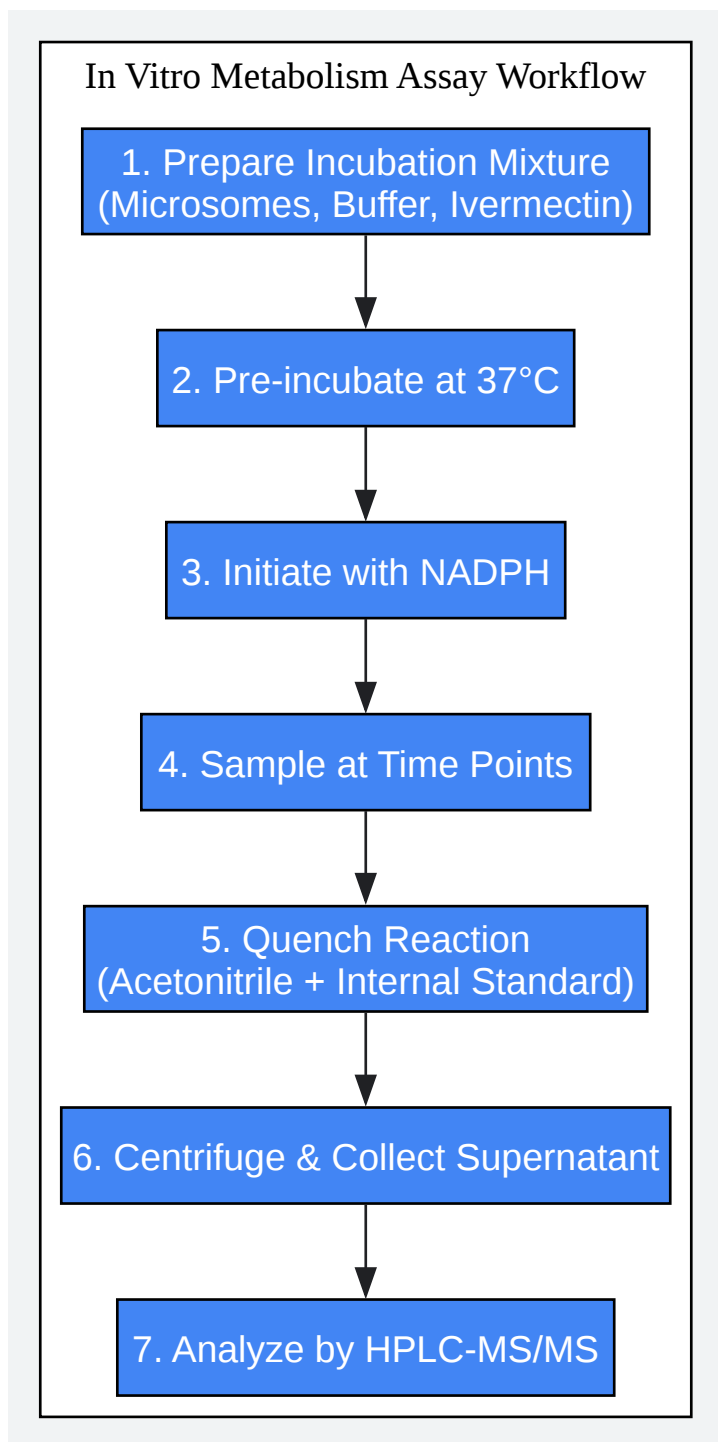 In Vitro Metabolism Assay Workflow
1. Prepare Incubation Mixture
(Microsomes, Buffer, Ivermectin)
2. Pre-incubate at 37°C
3. Initiate with NADPH
4. Sample at Time Points
5. Quench Reaction
(Acetonitrile + Internal Standard)
6. Centrifuge & Collect Supernatant
7. Analyze by HPLC-MS/MS